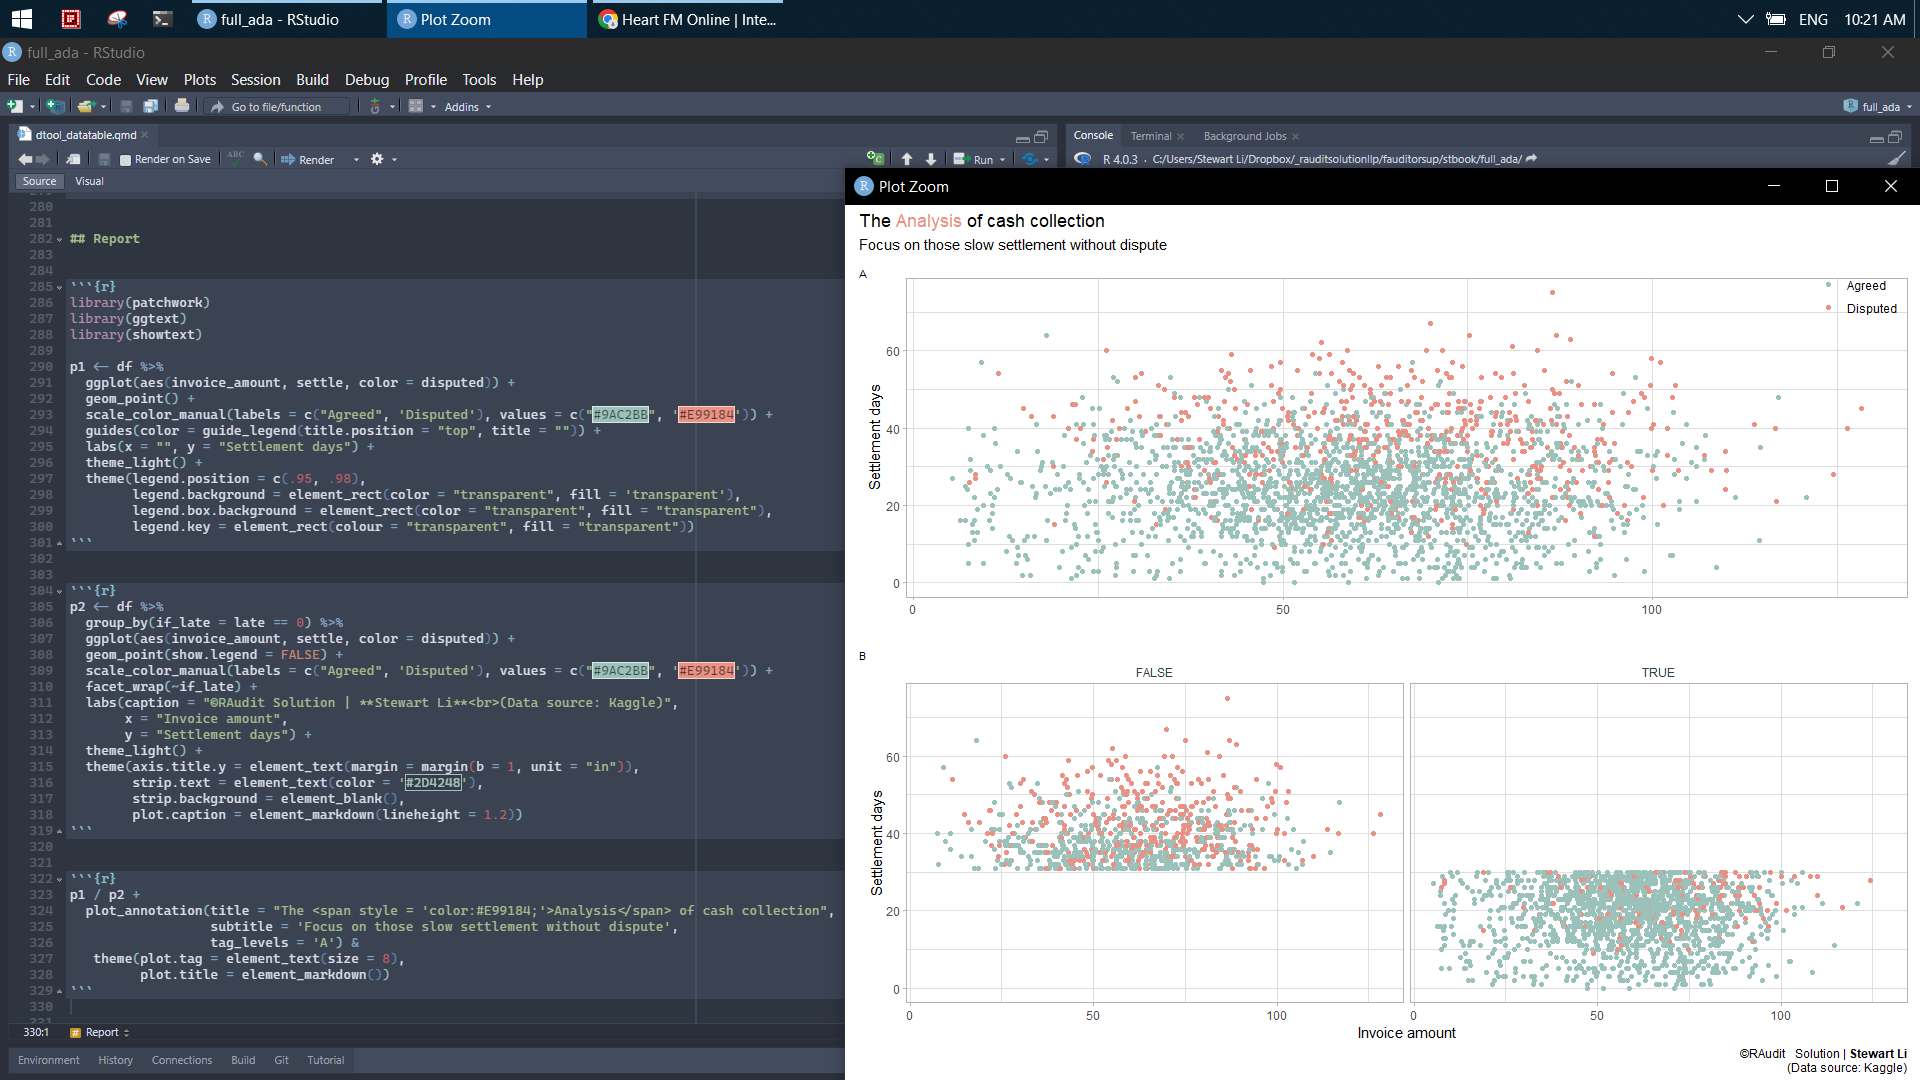 full_ada - RStudio
Plot Zoom
Heart FM Online | Inte...
ENG
10:21 AM
full_ada - RStudio
File Edit Code View Plots Session Build Debug Profile Tools Help
Go to file/function
Addins
full_ada
dtool_datatable.qmd
Render on Save
Render
Run
Source
Visual
Console
Terminal
Background Jobs
R 4.0.3 · C:/Users/Stewart Li/Dropbox/_rauditsolutionllp/fauditorsup/stbook/full_ada/
280
281
282 ## Report
283
284
285 ```{r}
286 library(patchwork)
287 library(ggtext)
288 library(showtext)
289
290 p1 <- df %>%
291 ggplot(aes(invoice_amount, settle, color = disputed)) +
292 geom_point() +
293 scale_color_manual(labels = c("Agreed", 'Disputed'), values = c("#9AC2BB", '#E99184')) +
294 guides(color = guide_legend(title.position = "top", title = "")) +
295 labs(x = "", y = "Settlement days") +
296 theme_light() +
297 theme(legend.position = c(.95, .98),
298 legend.background = element_rect(color = "transparent", fill = 'transparent'),
299 legend.box.background = element_rect(color = "transparent", fill = "transparent"),
300 legend.key = element_rect(colour = "transparent", fill = "transparent"))
301 ```
302
303
304 ```{r}
305 p2 <- df %>%
306 group_by(if_late = late == 0) %>%
307 ggplot(aes(invoice_amount, settle, color = disputed)) +
308 geom_point(show.legend = FALSE) +
309 scale_color_manual(labels = c("Agreed", 'Disputed'), values = c("#9AC2BB", '#E99184')) +
310 facet_wrap(~if_late) +
311 labs(caption = "©RAudit Solution | **Stewart Li**<br>(Data source: Kaggle)",
312 x = "Invoice amount",
313 y = "Settlement days") +
314 theme_light() +
315 theme(axis.title.y = element_text(margin = margin(b = 1, unit = "in")),
316 strip.text = element_text(color = '#2D4248'),
317 strip.background = element_blank(),
318 plot.caption = element_markdown(lineheight = 1.2))
319 ```
320
321
322 ```{r}
323 p1 / p2 +
324 plot_annotation(title = "The <span style = 'color:#E99184;'>Analysis</span> of cash collection",
325 subtitle = 'Focus on those slow settlement without dispute',
326 tag_levels = 'A') &
327 theme(plot.tag = element_text(size = 8),
328 plot.title = element_markdown())
329 ```
330
330:1
Report
Environment History Connections Build Git Tutorial
Plot Zoom
The Analysis of cash collection
Focus on those slow settlement without dispute
A
Agreed
Disputed
Settlement days
60
40
20
0
0 50 100
B
FALSE
TRUE
Settlement days
60
40
20
0
0 50 100
0 50 100
Invoice amount
©RAudit Solution | Stewart Li
(Data source: Kaggle)